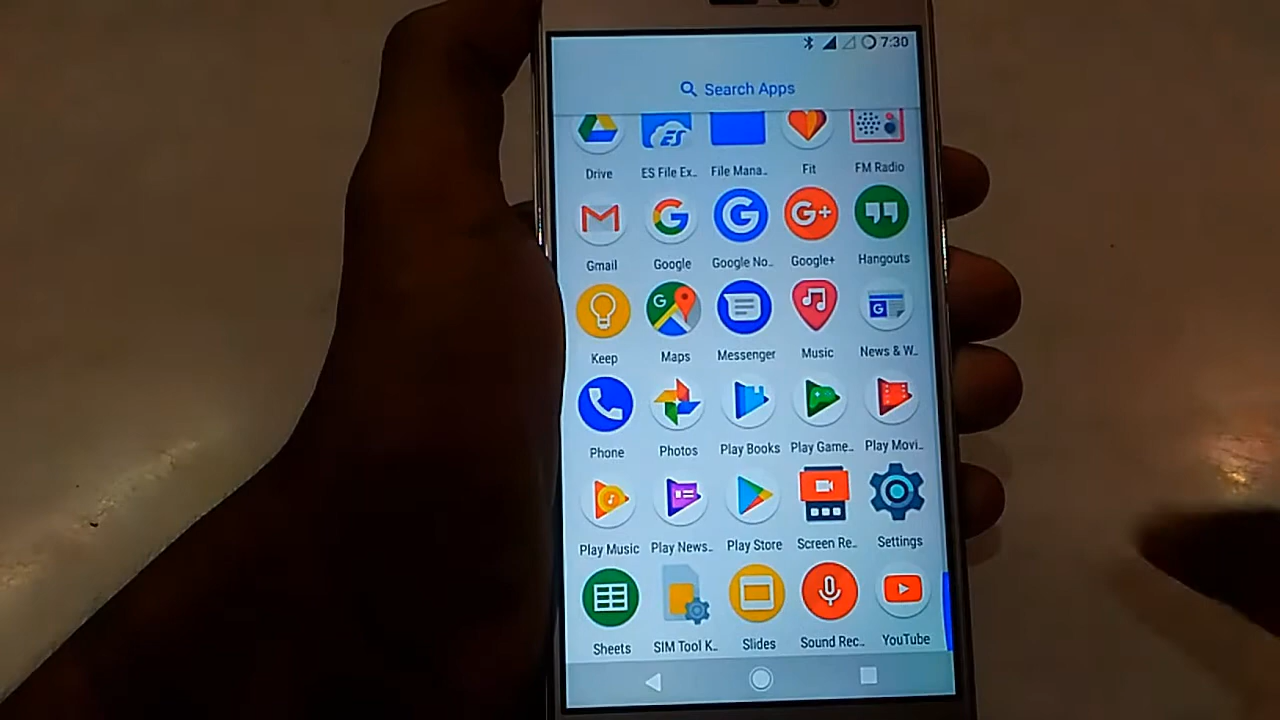 7:30
Search Apps
Drive ES File Ex.. File Mana.. Fit FM Radio
Gmail Google Google No.. Google+ Hangouts
Keep Maps Messenger Music News & W..
Phone Photos Play Books Play Game.. Play Movi..
Play Music Play News.. Play Store Screen Re.. Settings
Sheets SIM Tool K.. Slides Sound Rec.. YouTube